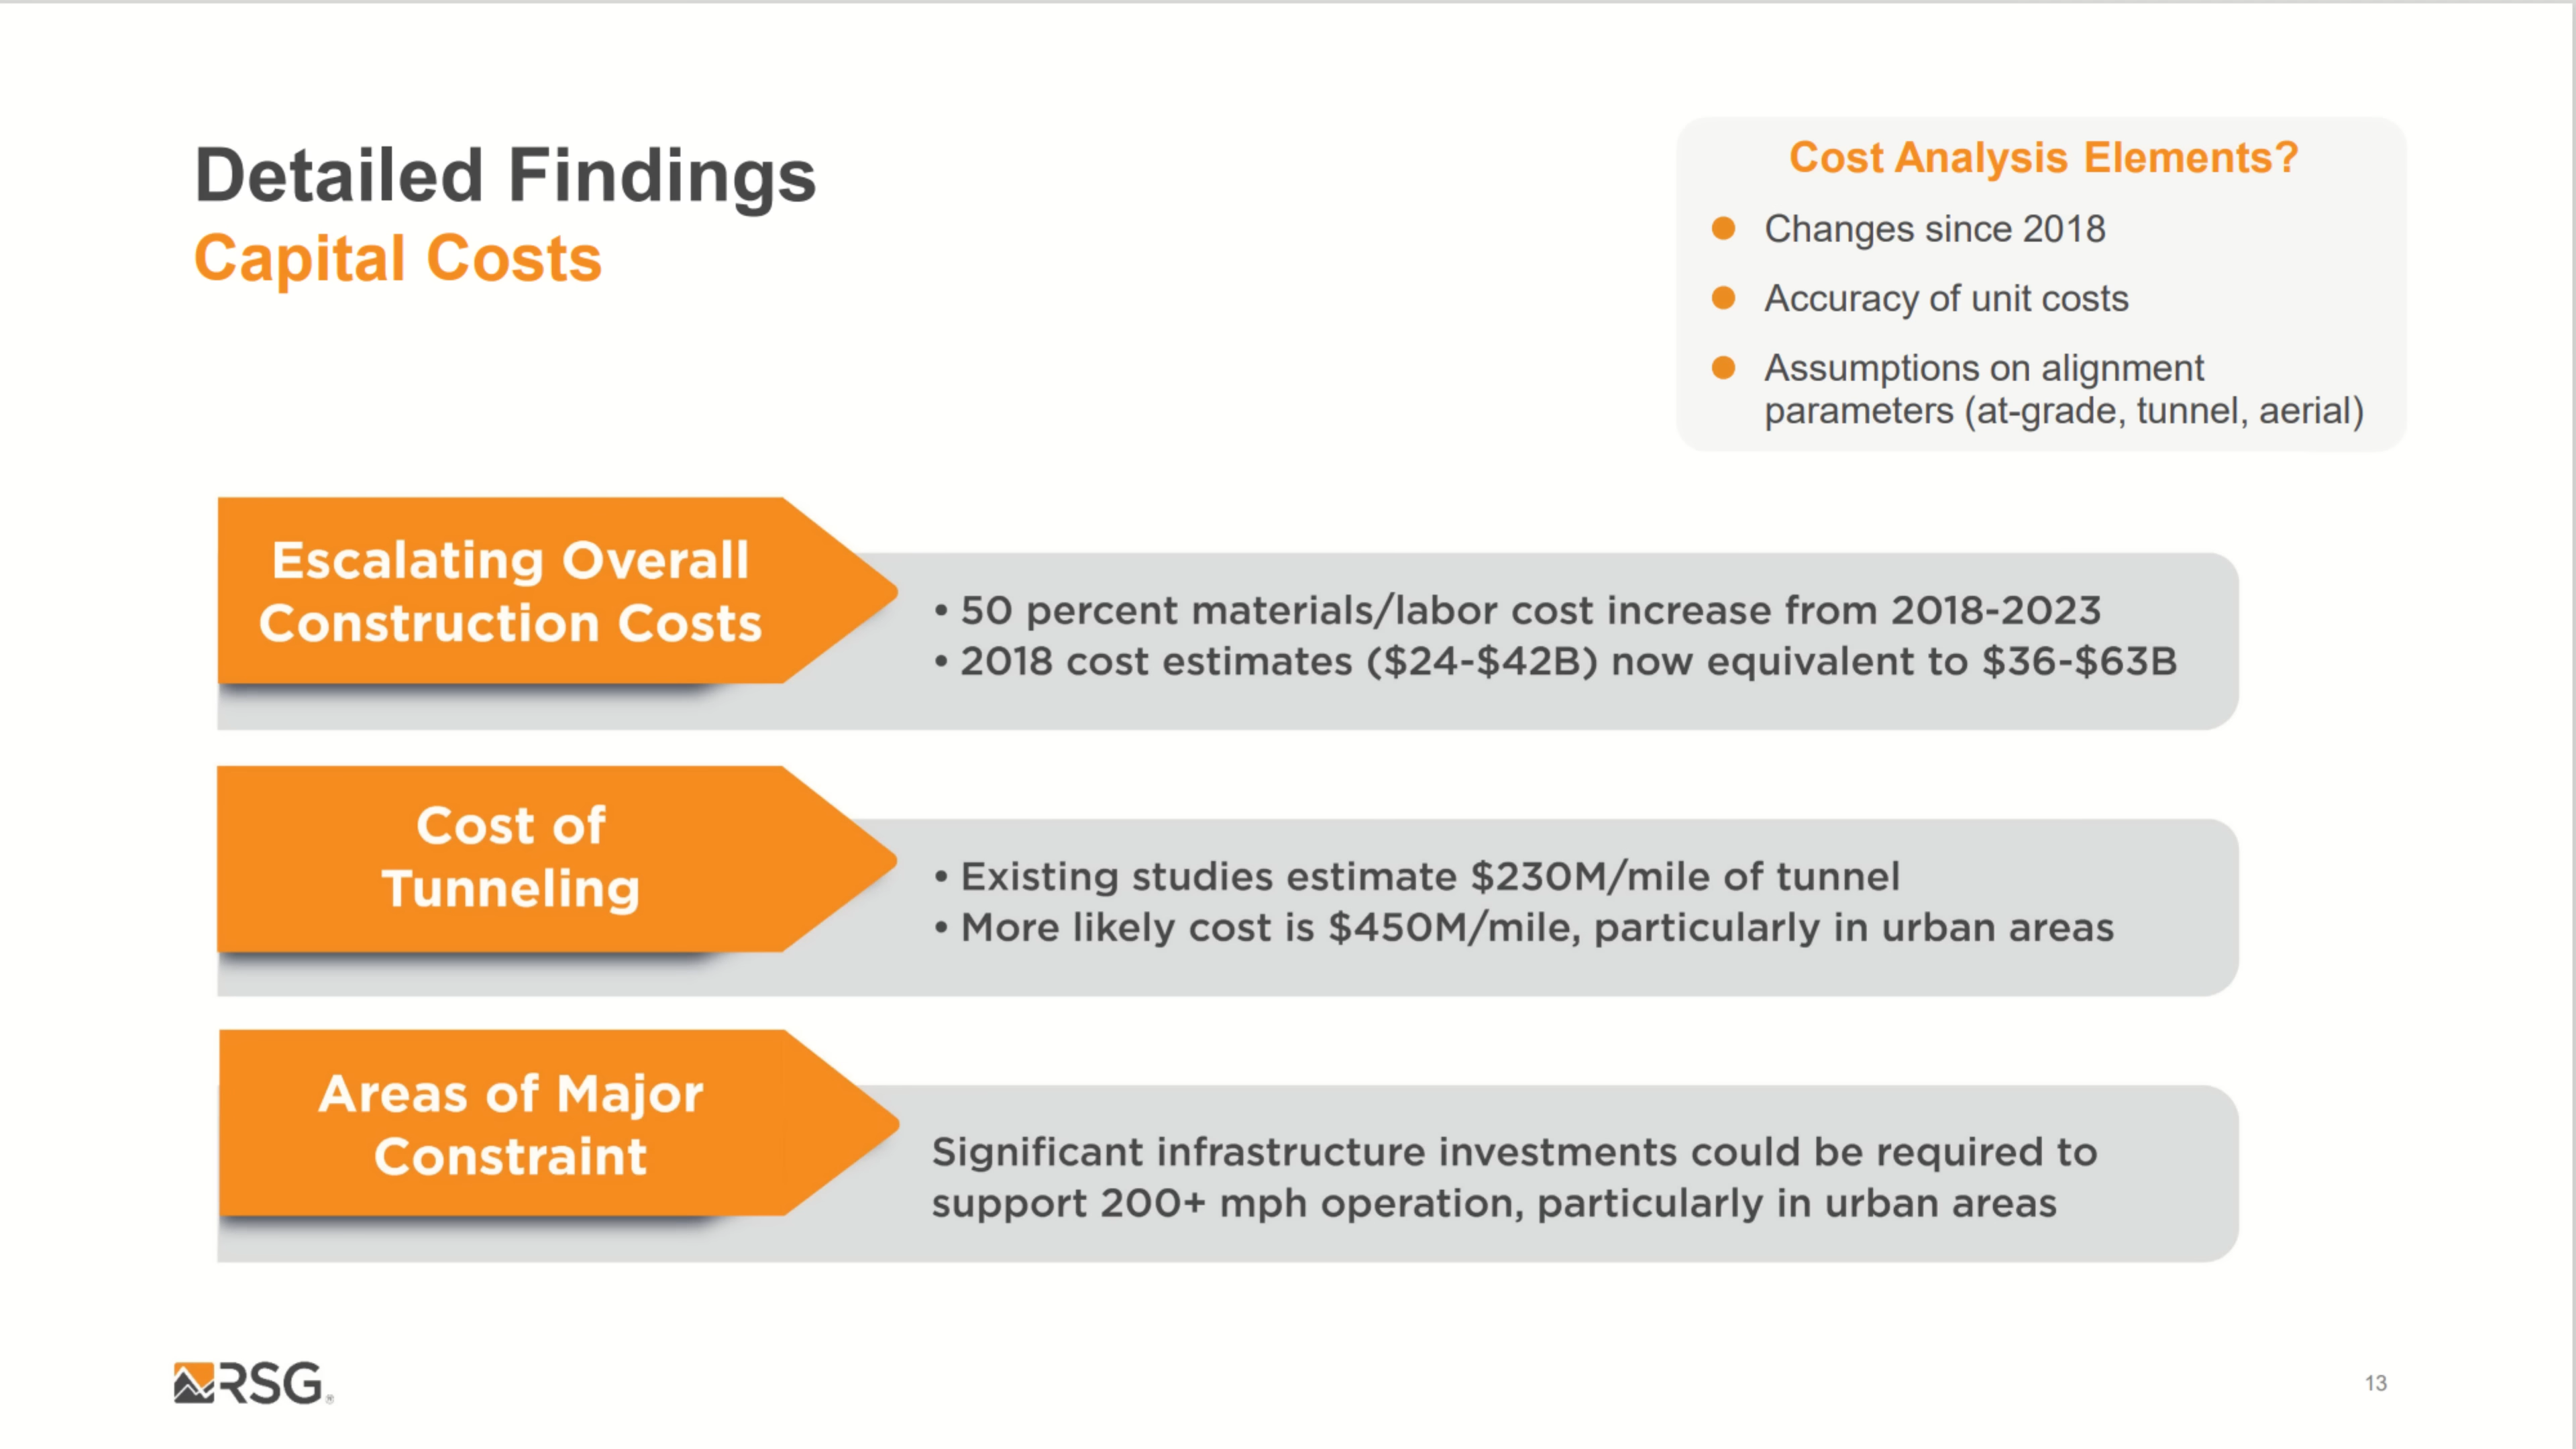 Detailed Findings
Capital Costs
Cost Analysis Elements?
Changes since 2018
Accuracy of unit costs
Assumptions on alignment
parameters (at-grade, tunnel, aerial)
Escalating Overall
Construction Costs
• 50 percent materials/labor cost increase from 2018-2023
• 2018 cost estimates ($24-$42B) now equivalent to $36-$63B
Cost of
Tunneling
• Existing studies estimate $230M/mile of tunnel
• More likely cost is $450M/mile, particularly in urban areas
Areas of Major
Constraint
Significant infrastructure investments could be required to
support 200+ mph operation, particularly in urban areas
RSG®
13